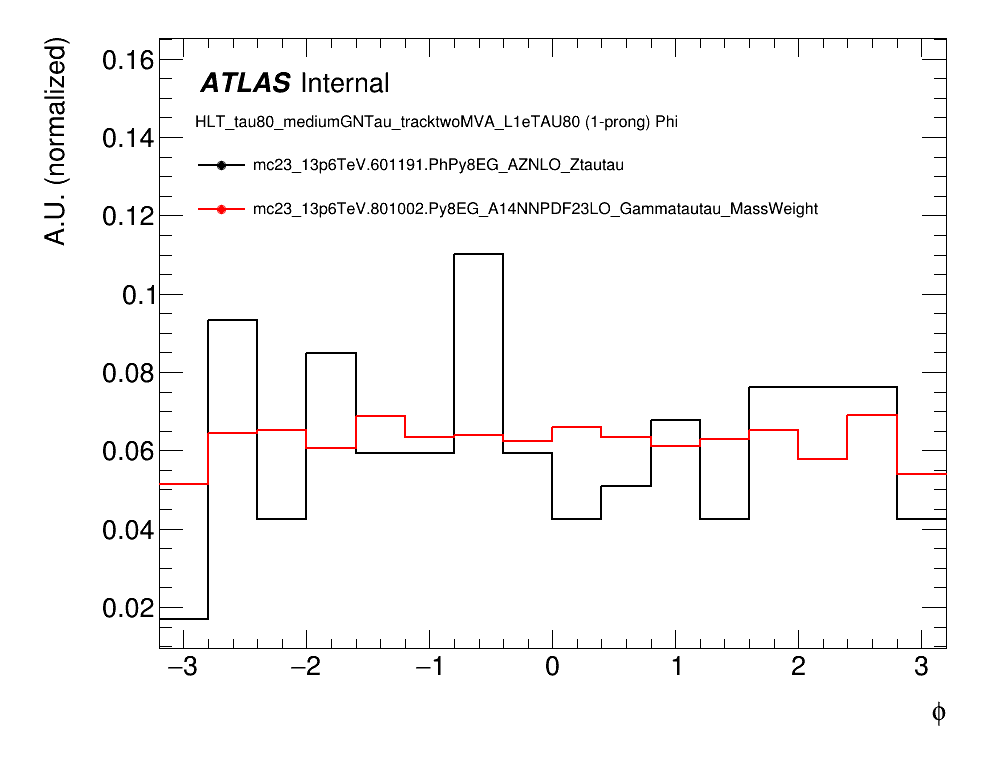 A.U. (normalized)
0.16
0.14
0.12
0.1
0.08
0.06
0.04
0.02
ATLAS Internal
HLT_tau80_mediumGNTau_tracktwoMVA_L1eTAU80 (1-prong) Phi
mc23_13p6TeV.601191.PhPy8EG_AZNLO_Ztautau
mc23_13p6TeV.801002.Py8EG_A14NNPDF23LO_Gammatautau_MassWeight
−3 −2 −1 0 1 2 3
ϕ